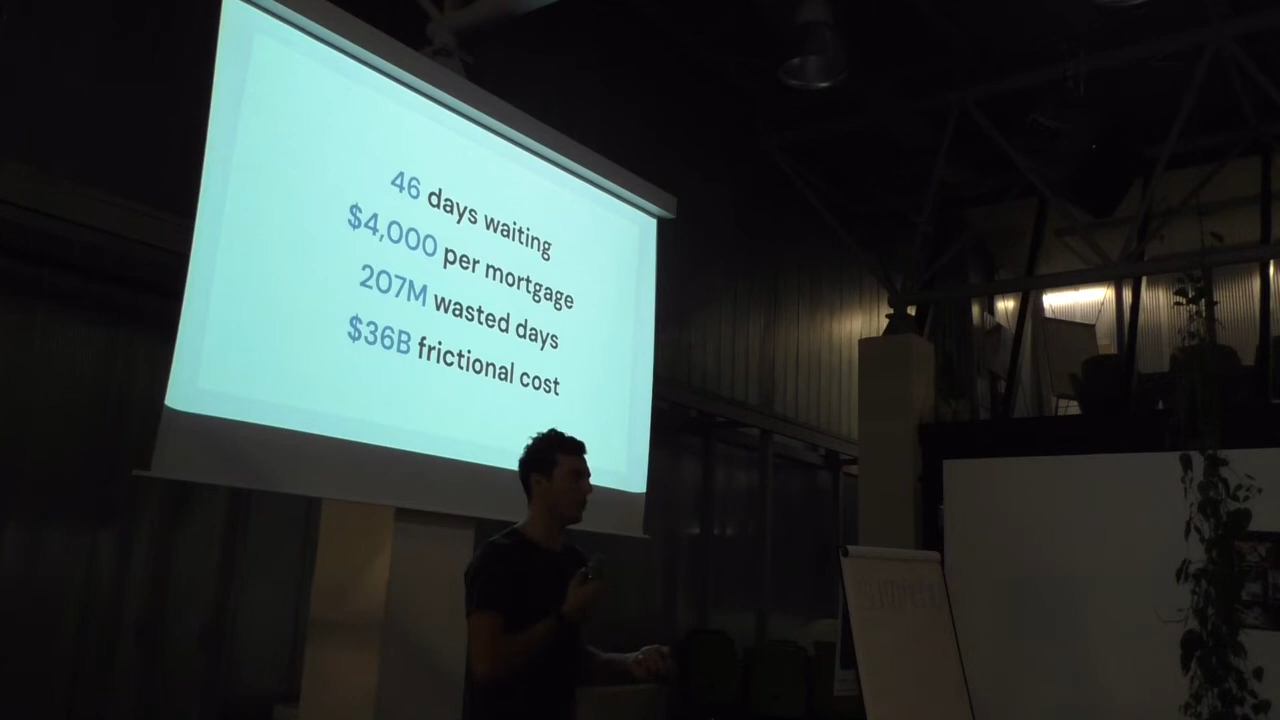 46 days waiting
$4,000 per mortgage
207M wasted days
$36B frictional cost